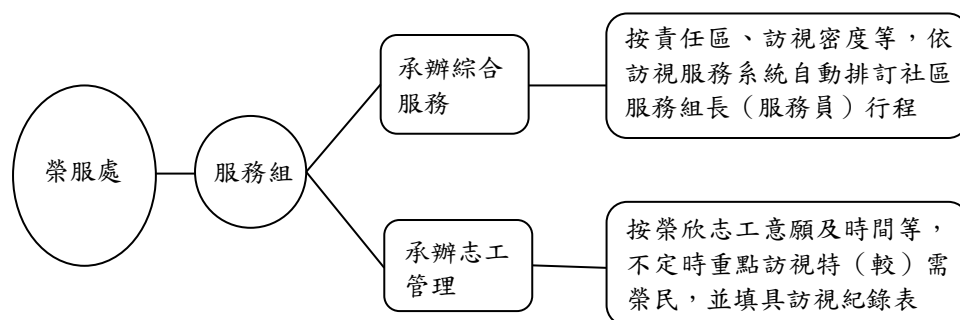 榮服處
服務組
承辦綜合
服務
按責任區、訪視密度等，依
訪視服務系統自動排訂社區
服務組長（服務員）行程
承辦志工
管理
按榮欣志工意願及時間等，
不定時重點訪視特（較）需
榮民，並填具訪視紀錄表